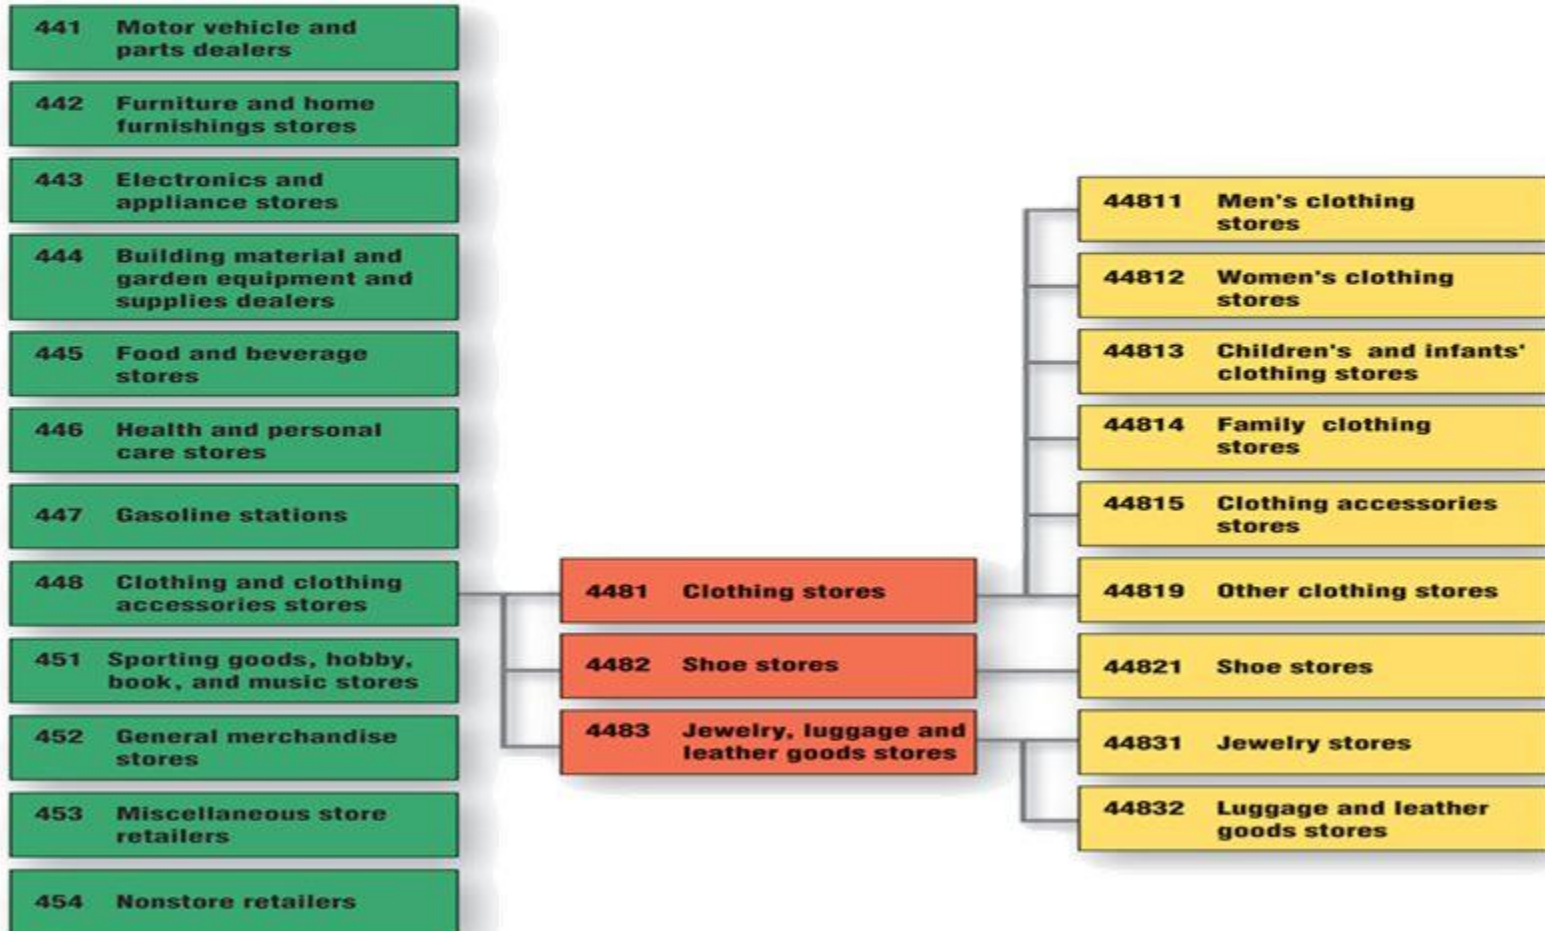 441 Motor vehicle and
parts dealers
442 Furniture and home
furnishings stores
443 Electronics and
appliance stores
444 Building material and
garden equipment and
supplies dealers
445 Food and beverage
stores
446 Health and personal
care stores
447 Gasoline stations
448 Clothing and clothing
accessories stores
451 Sporting goods, hobby,
book, and music stores
452 General merchandise
stores
453 Miscellaneous store
retailers
454 Nonstore retailers
4481 Clothing stores
4482 Shoe stores
4483 Jewelry, luggage and
leather goods stores
44811 Men's clothing
stores
44812 Women's clothing
stores
44813 Children's and infants'
clothing stores
44814 Family clothing
stores
44815 Clothing accessories
stores
44819 Other clothing stores
44821 Shoe stores
44831 Jewelry stores
44832 Luggage and leather
goods stores